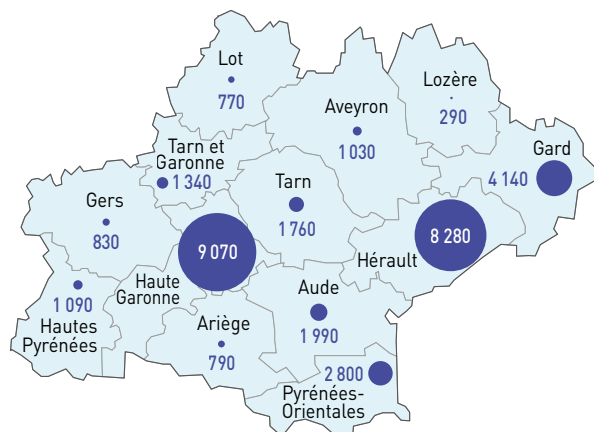 Lot
770
Lozère
290
Aveyron
1 030
Gard
4 140
Tarn et
Garonne
1 340
Tarn
1 760
Gers
830
9 070
8 280
Hérault
Haute
Garonne
1 090
Hautes
Pyrénées
Aude
1 990
Ariège
790
2 800
Pyrénées-
Orientales